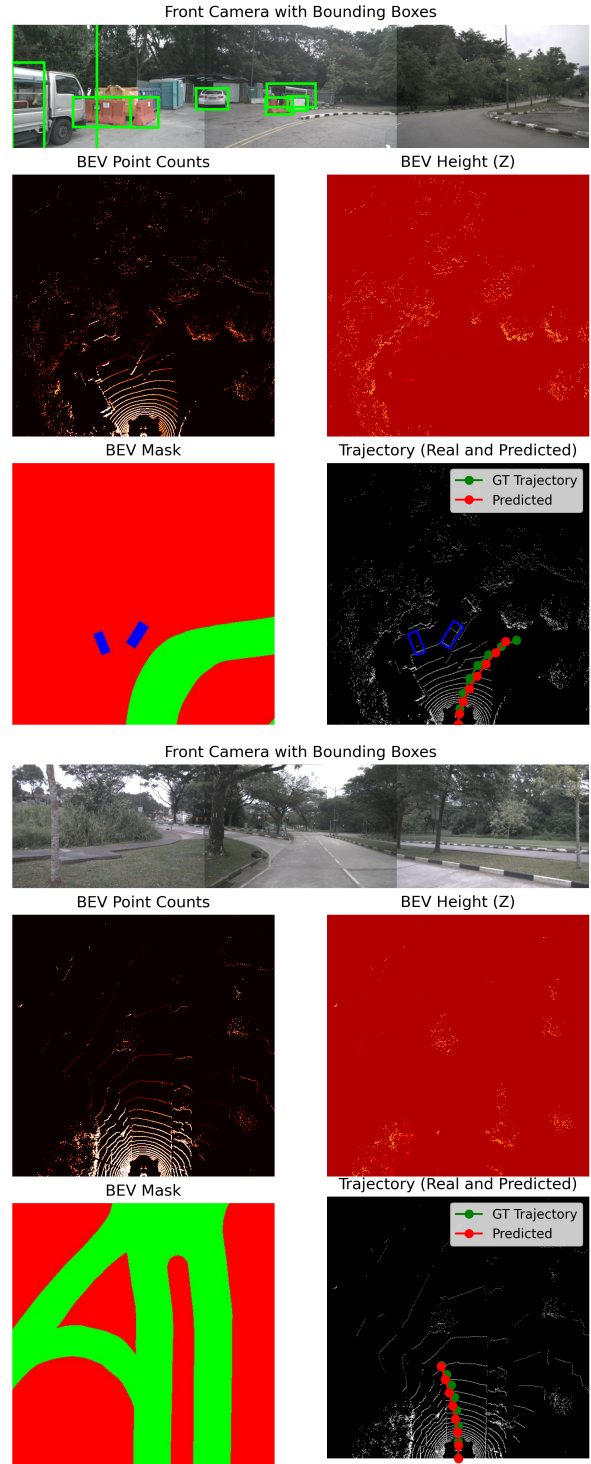 Front Camera with Bounding Boxes
BEV Point Counts
BEV Height (Z)
BEV Mask
Trajectory (Real and Predicted)
GT Trajectory
Predicted
Front Camera with Bounding Boxes
BEV Point Counts
BEV Height (Z)
BEV Mask
Trajectory (Real and Predicted)
GT Trajectory
Predicted